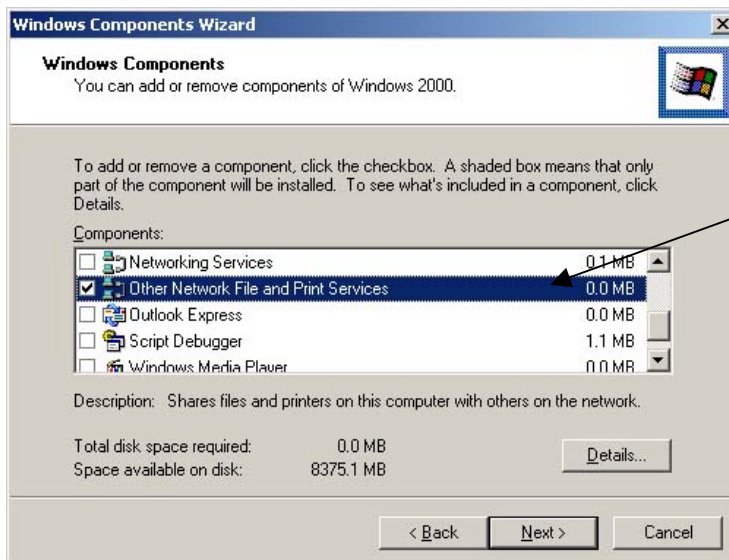 Windows Components Wizard
Windows Components
You can add or remove components of Windows 2000.
To add or remove a component, click the checkbox. A shaded box means that only
part of the component will be installed. To see what's included in a component, click
Details.
Components:
Networking Services 0.1 MB
Other Network File and Print Services 0.0 MB
Outlook Express 0.0 MB
Script Debugger 1.1 MB
Windows Media Player 0.0 MB
Description: Shares files and printers on this computer with others on the network.
Total disk space required: 0.0 MB
Space available on disk: 8375.1 MB
Details...
< Back Next > Cancel